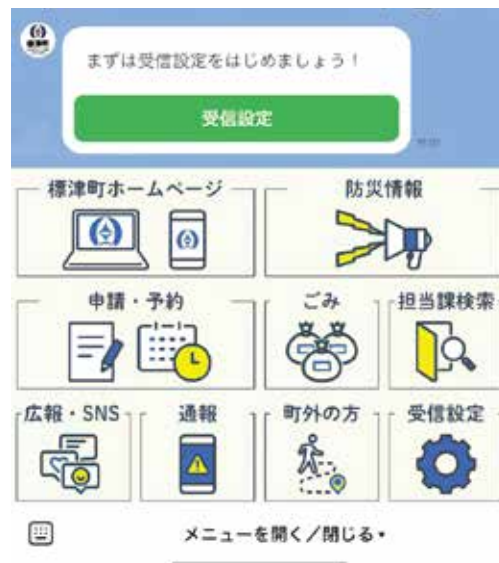 まずは受信設定をはじめましょう！
受信設定
標津町ホームページ
防災情報
申請・予約
ごみ
担当課検索
広報・SNS
通報
町外の方
受信設定
メニューを開く／閉じる▾